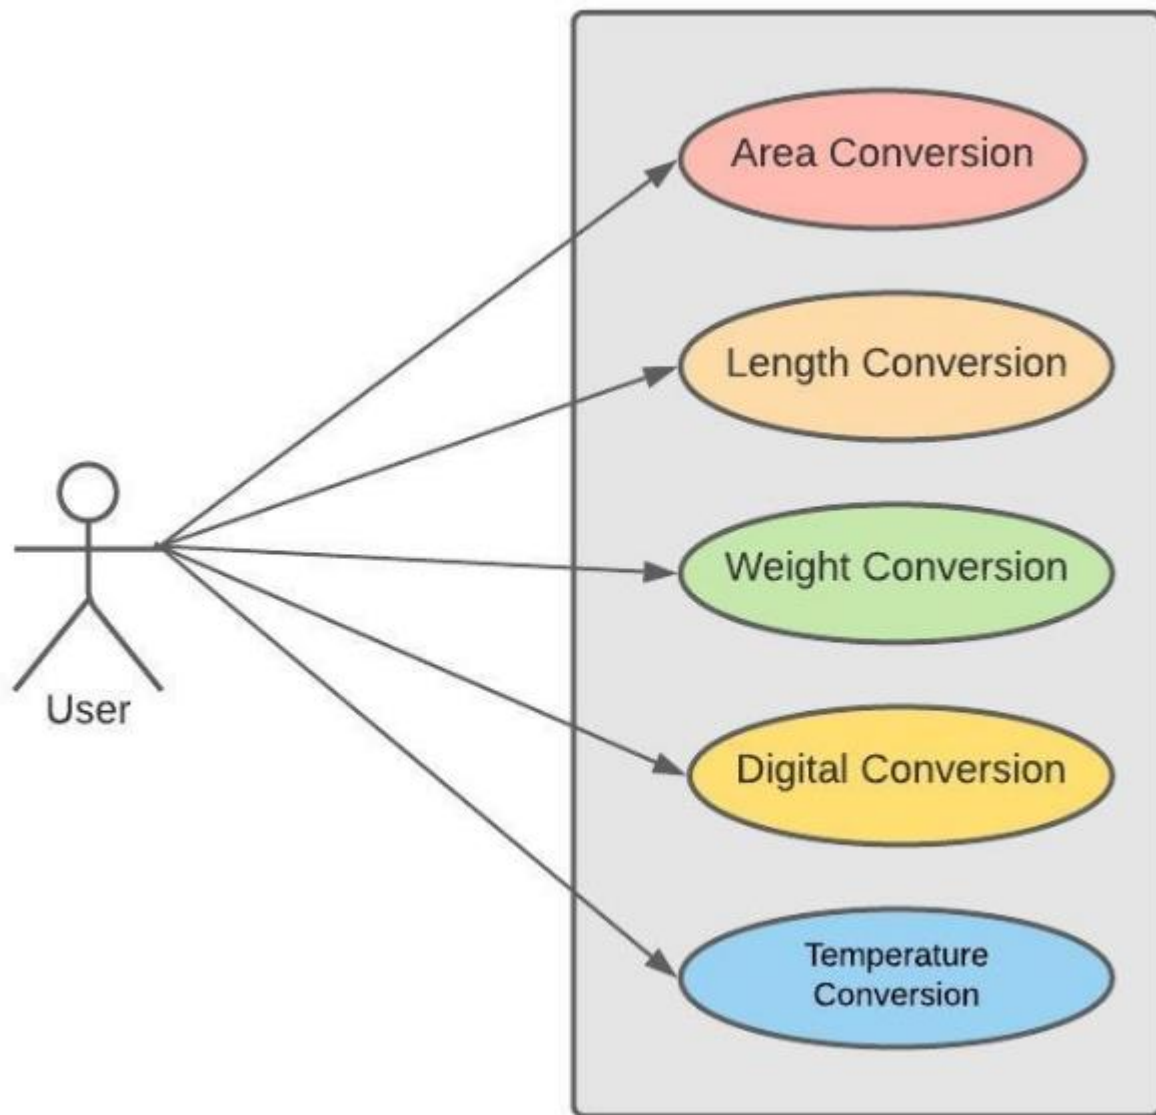 Area Conversion
Length Conversion
Weight Conversion
User
Digital Conversion
Temperature
Conversion